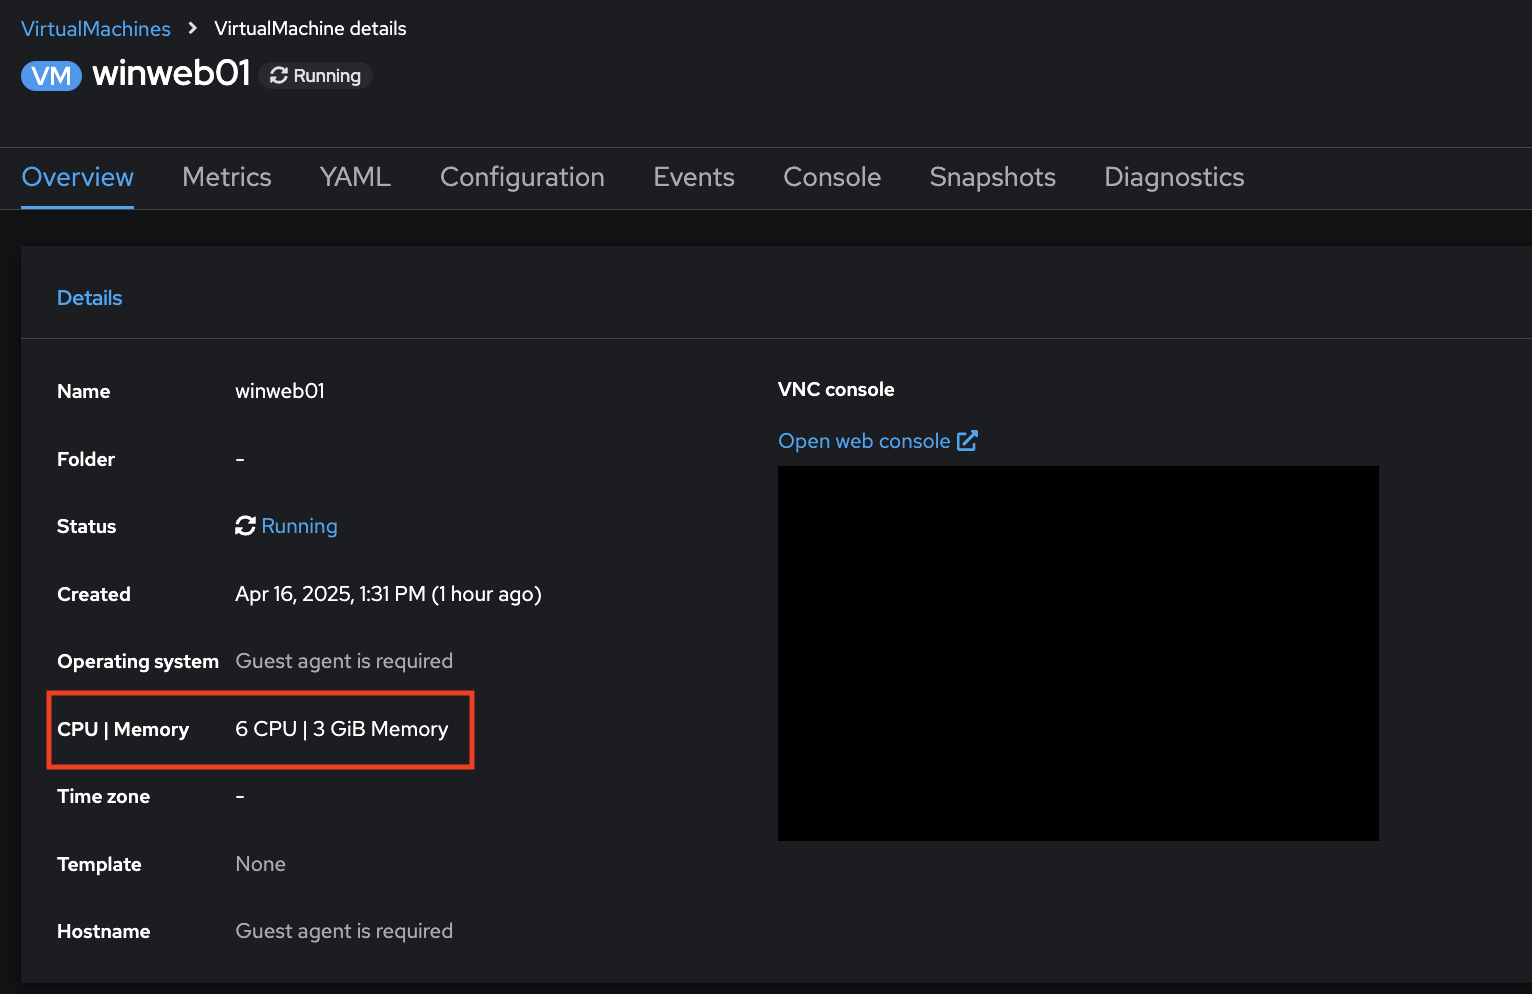 VirtualMachines > VirtualMachine details
VM winweb01 Running
Overview Metrics YAML Configuration Events Console Snapshots Diagnostics
Details
Name winweb01
Folder -
Status Running
Created Apr 16, 2025, 1:31 PM (1 hour ago)
Operating system Guest agent is required
CPU | Memory 6 CPU | 3 GiB Memory
Time zone -
Template None
Hostname Guest agent is required
VNC console
Open web console